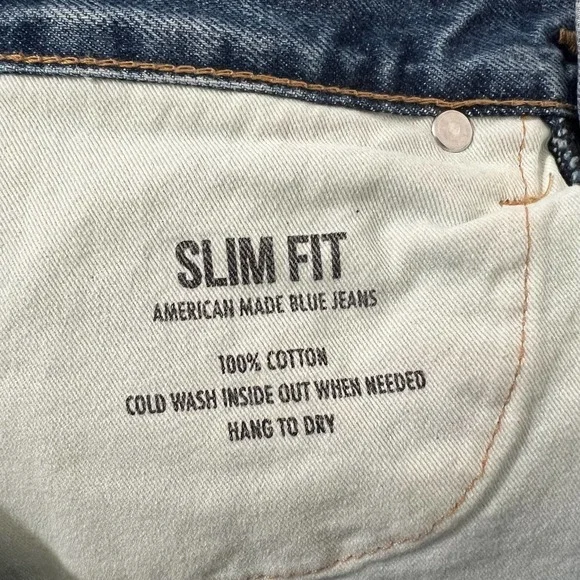 SLIM FIT
AMERICAN MADE BLUE JEANS
100% COTTON
COLD WASH INSIDE OUT WHEN NEEDED
HANG TO DRY